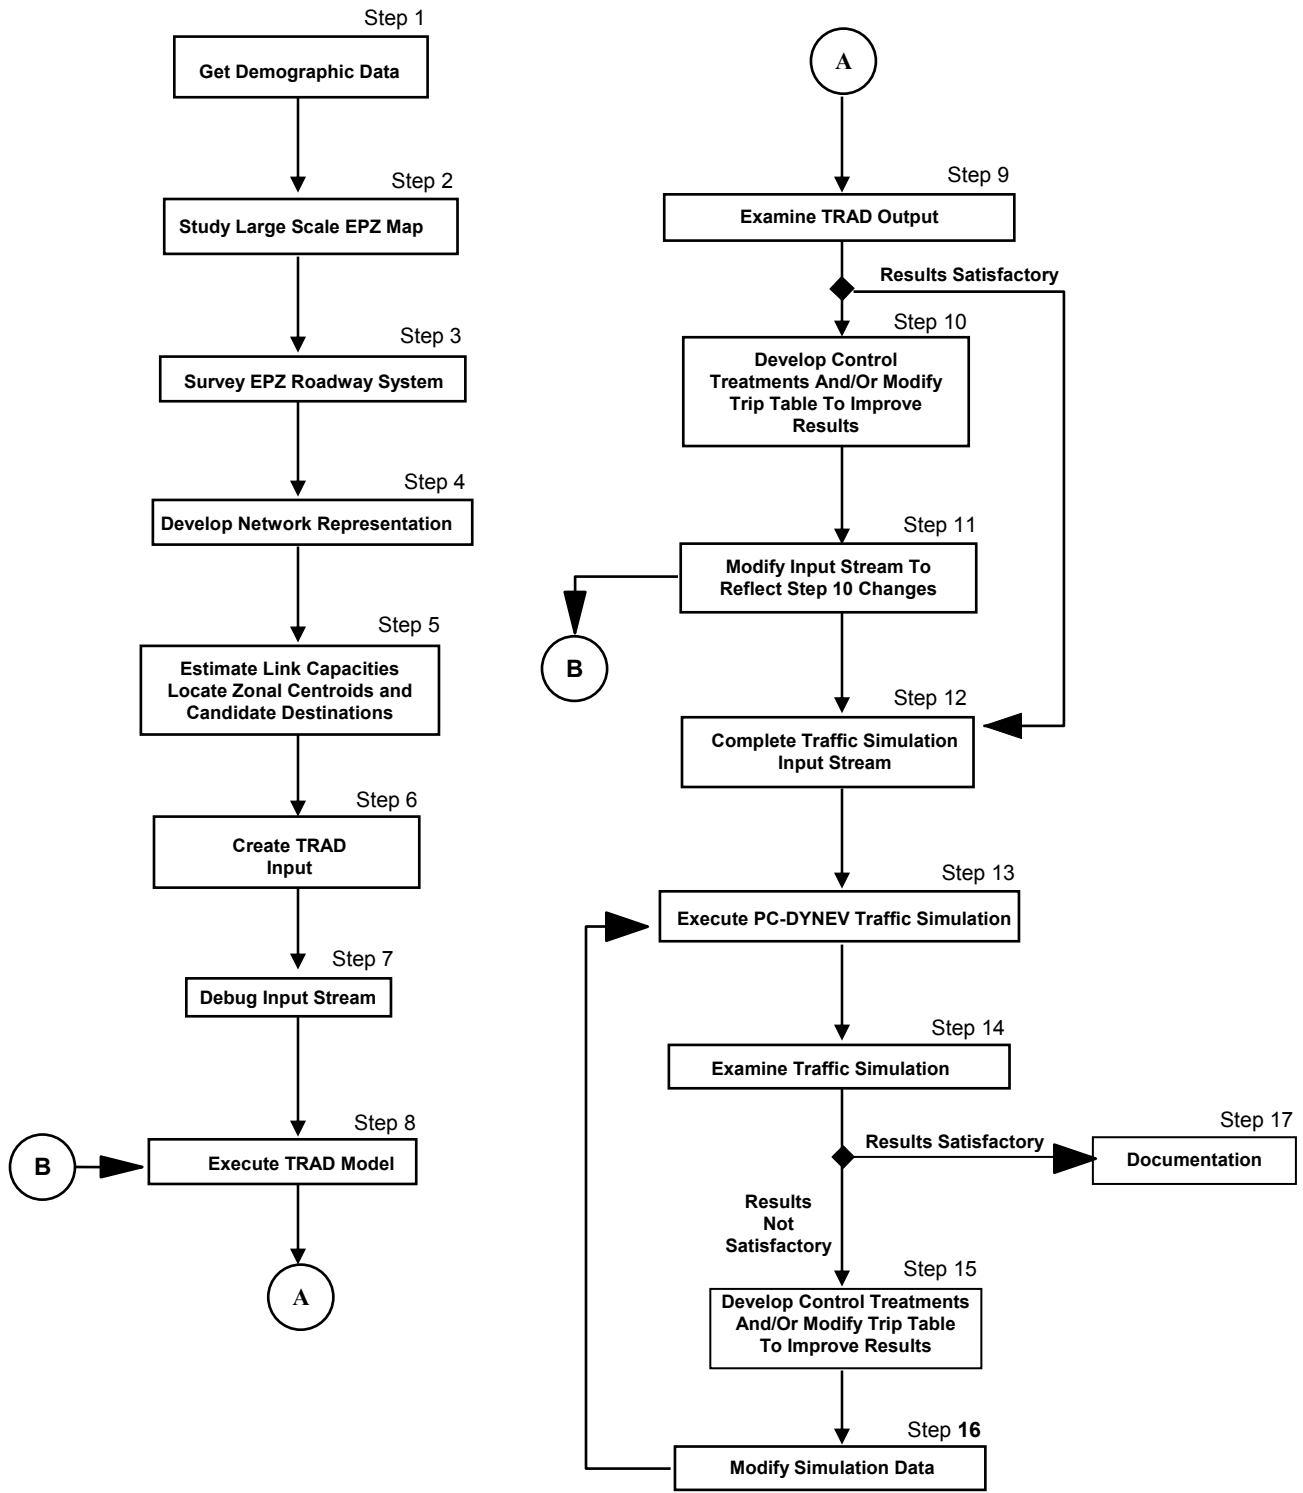 Step 1
Get Demographic Data
Step 2
Study Large Scale EPZ Map
Step 3
Survey EPZ Roadway System
Step 4
Develop Network Representation
Step 5
Estimate Link Capacities
Locate Zonal Centroids and
Candidate Destinations
Step 6
Create TRAD
Input
Step 7
Debug Input Stream
Step 8
B
Execute TRAD Model
A
A
Step 9
Examine TRAD Output
Results Satisfactory
Step 10
Develop Control
Treatments And/Or Modify
Trip Table To Improve
Results
Step 11
Modify Input Stream To
Reflect Step 10 Changes
B
Step 12
Complete Traffic Simulation
Input Stream
Step 13
Execute PC-DYNEV Traffic Simulation
Step 14
Examine Traffic Simulation
Results Satisfactory
Step 17
Documentation
Results
Not
Satisfactory
Step 15
Develop Control Treatments
And/Or Modify Trip Table
To Improve Results
Step 16
Modify Simulation Data